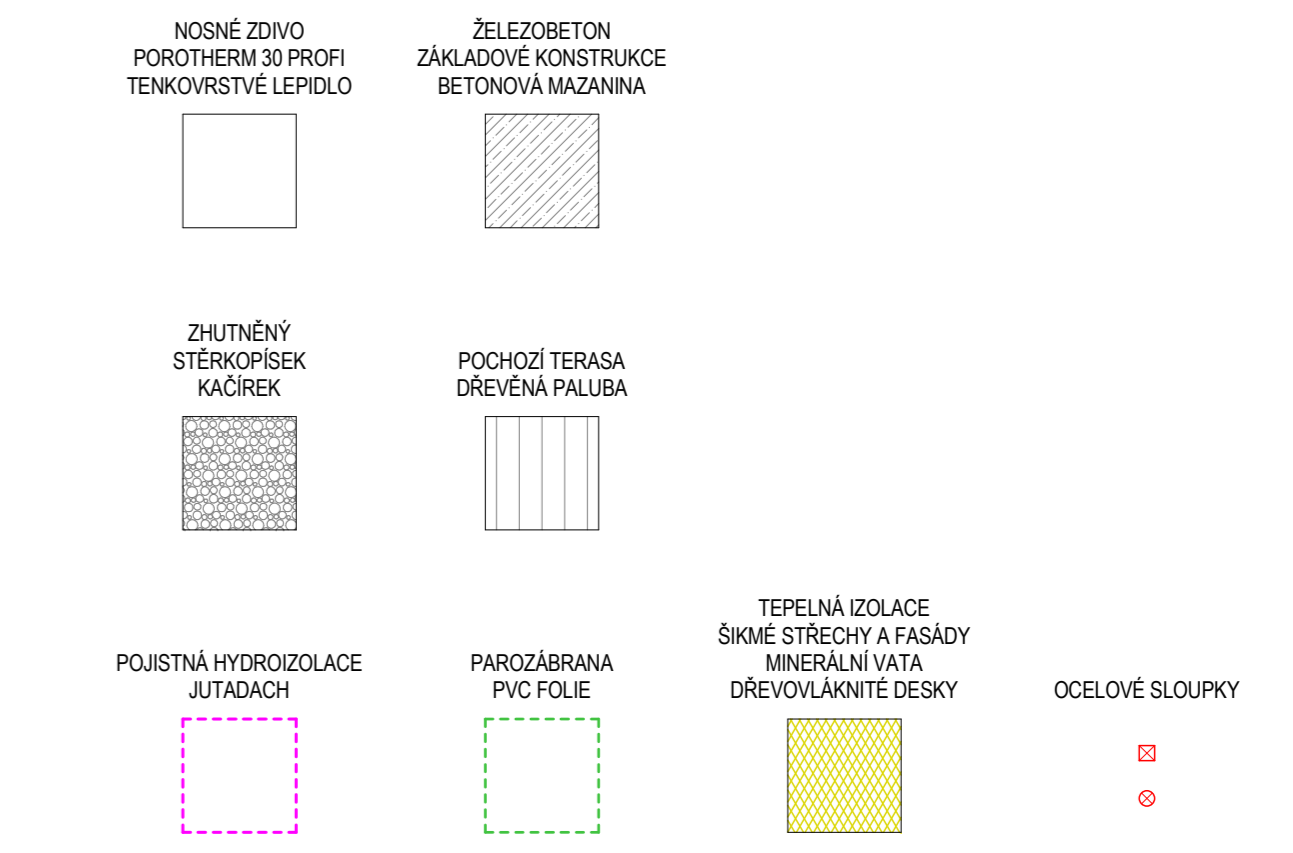 NOSNÉ ZDIVO
POROTHERM 30 PROFI
TENKOVRSTVÉ LEPIDLO
ŽELEZOBETON
ZÁKLADOVÉ KONSTRUKCE
BETONOVÁ MAZANINA
ZHUTNĚNÝ
STĚRKOPÍSEK
KAČÍREK
POCHOZÍ TERASA
DŘEVĚNÁ PALUBA
POJISTNÁ HYDROIZOLACE
JUTADACH
PAROZÁBRANA
PVC FOLIE
TEPELNÁ IZOLACE
ŠIKMÉ STŘECHY A FASÁDY
MINERÁLNÍ VATA
DŘEVOVLÁKNITÉ DESKY
OCELOVÉ SLOUPKY